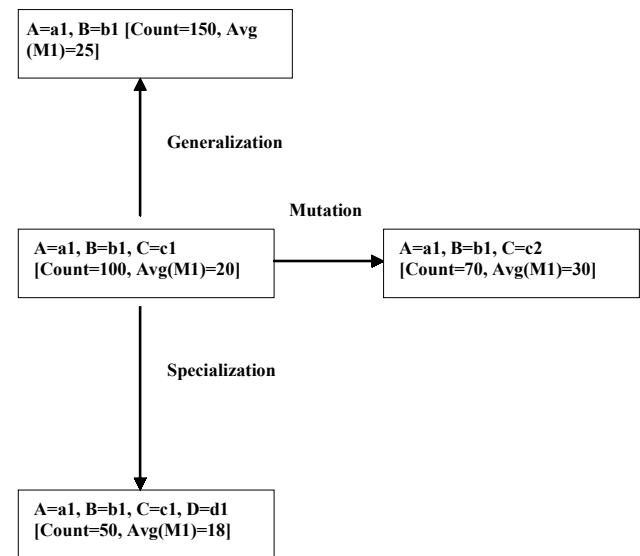 A=a1, B=b1 [Count=150, Avg
(M1)=25]
Generalization
Mutation
A=a1, B=b1, C=c1
[Count=100, Avg(M1)=20]
A=a1, B=b1, C=c2
[Count=70, Avg(M1)=30]
Specialization
A=a1, B=b1, C=c1, D=d1
[Count=50, Avg(M1)=18]